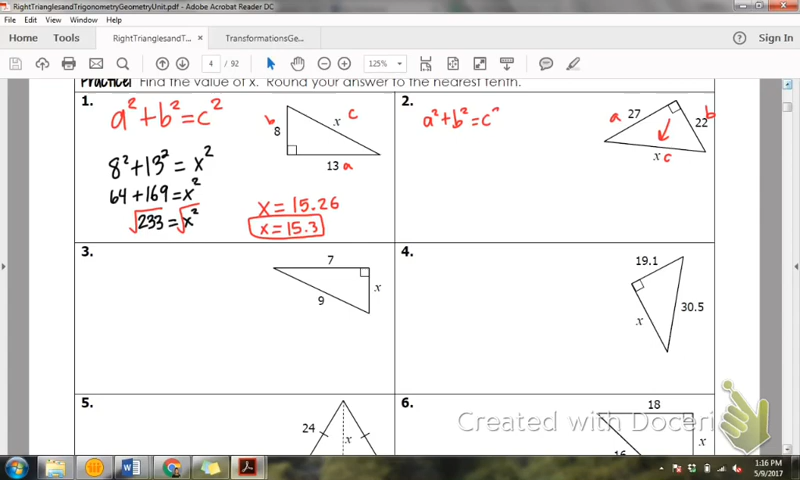 RightTrianglesandTrigonometryGeometryUnit.pdf - Adobe Acrobat Reader DC
File Edit View Window Help
Home Tools RightTrianglesandT... × TransformationsGe... Sign In
4 / 92 125%
Practice! Find the value of x. Round your answer to the nearest tenth.
1.
a² + b² = c²
8² + 13² = x²
64 + 169 = x²
√233 = √x²
b
8
x c
13 a
x = 15.26
x = 15.3
2.
a² + b² = c²
a 27
b
22
x c
3.
7
x
9
4.
19.1
30.5
x
5.
24
x
6.
18
x
16
Created with Doceri
1:16 PM
5/9/2017